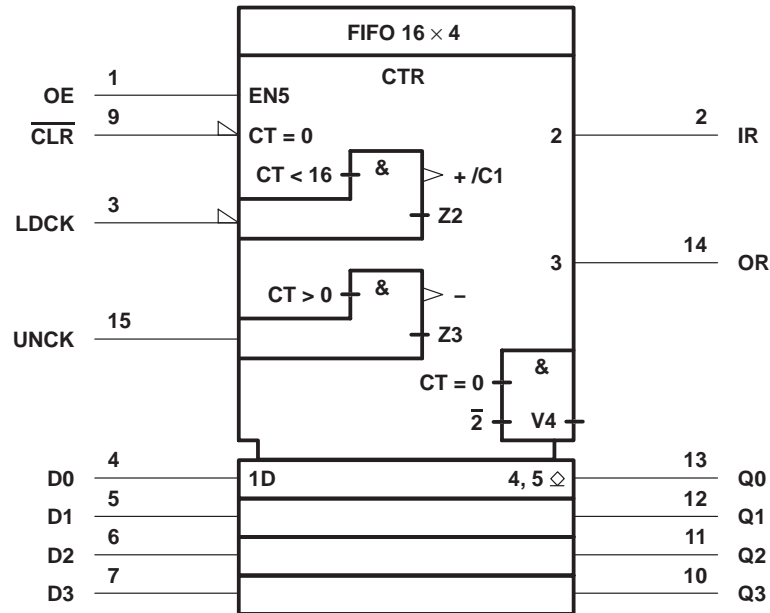 FIFO 16 × 4
CTR
OE 1 EN5
CLR 9 CT = 0 2 2 IR
CT < 16 & + /C1
LDCK 3 Z2
3 14 OR
CT > 0 & –
UNCK 15 Z3
CT = 0 &
2 V4
D0 4 1D 4, 5 13 Q0
D1 5 12 Q1
D2 6 11 Q2
D3 7 10 Q3